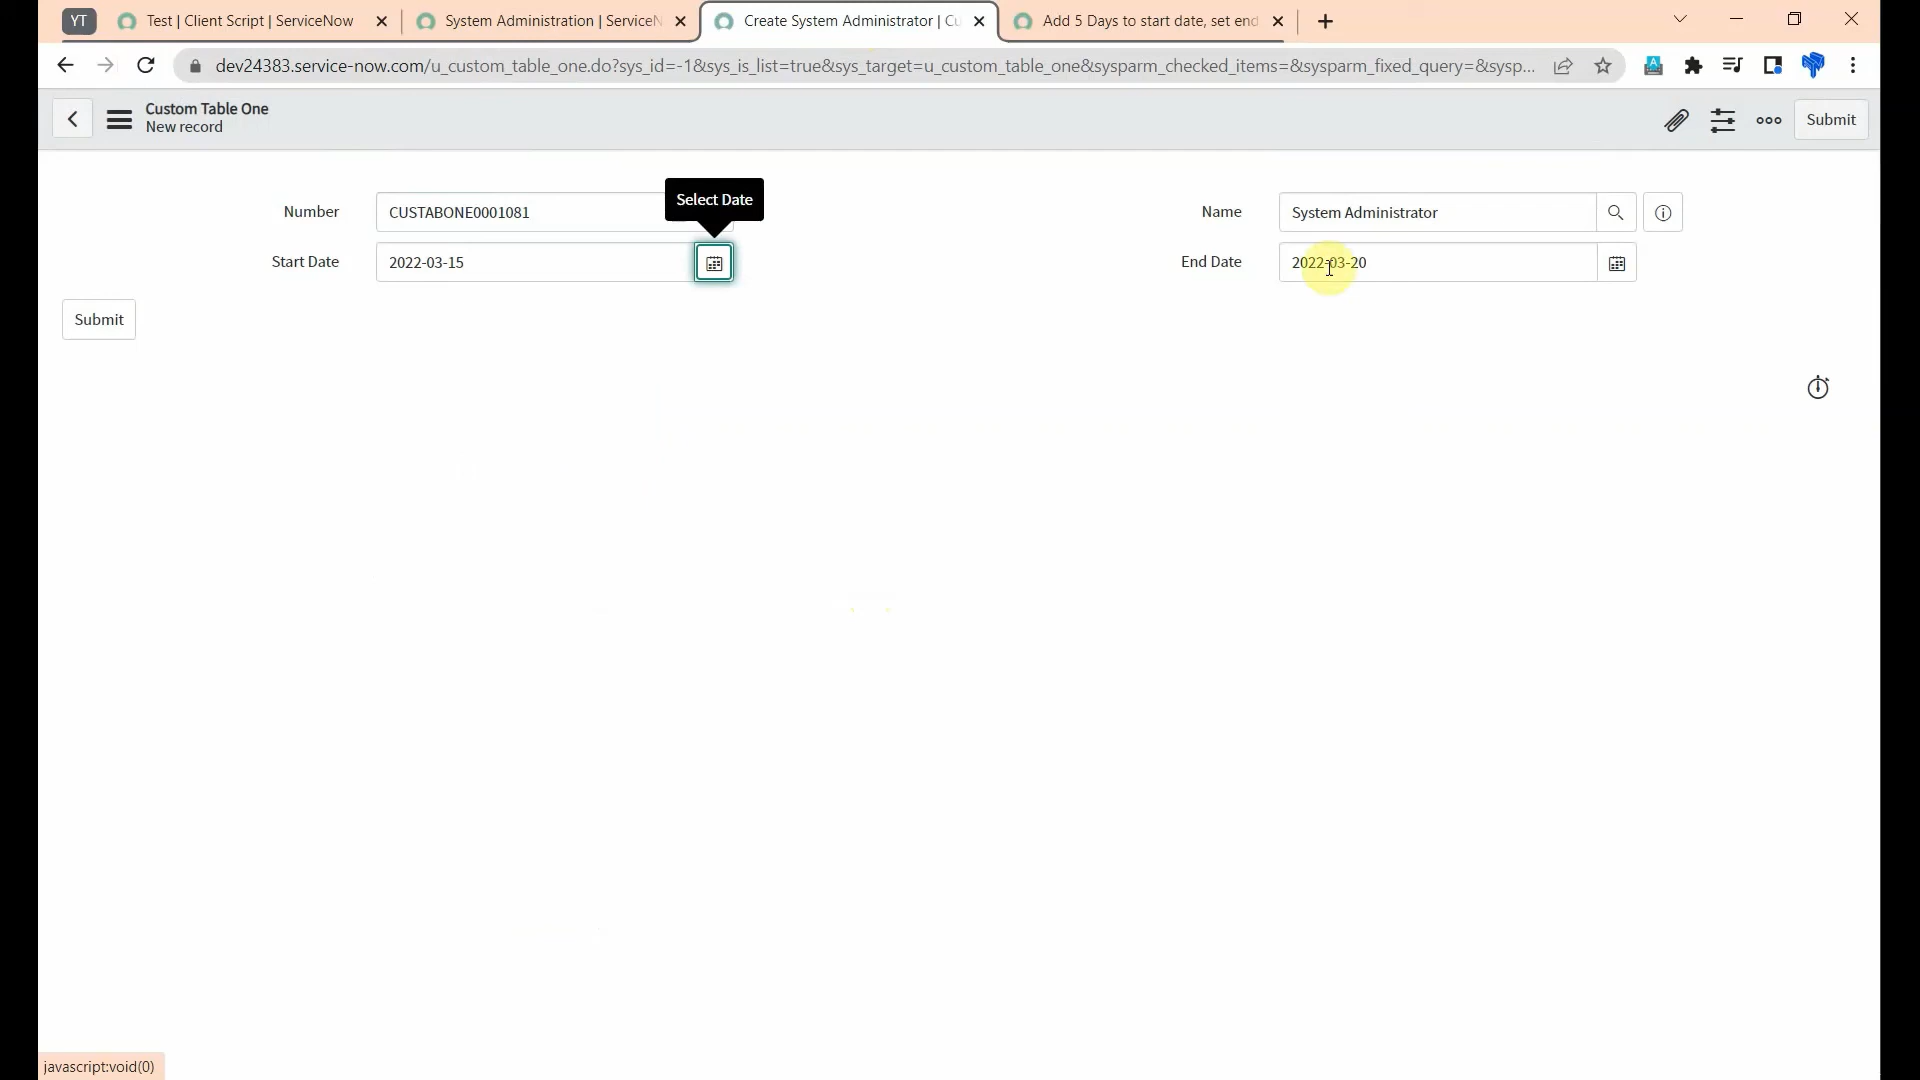 YT
Test | Client Script | ServiceNow
System Administration | ServiceN
Create System Administrator | Cu
Add 5 Days to start date, set end
dev24383.service-now.com/u_custom_table_one.do?sys_id=-1&sys_is_list=true&sys_target=u_custom_table_one&sysparm_checked_items=&sysparm_fixed_query=&sysp...
Custom Table One
New record
Submit
Select Date
Number
CUSTABONE0001081
Name
System Administrator
Start Date
2022-03-15
End Date
2022-03-20
Submit
javascript:void(0)